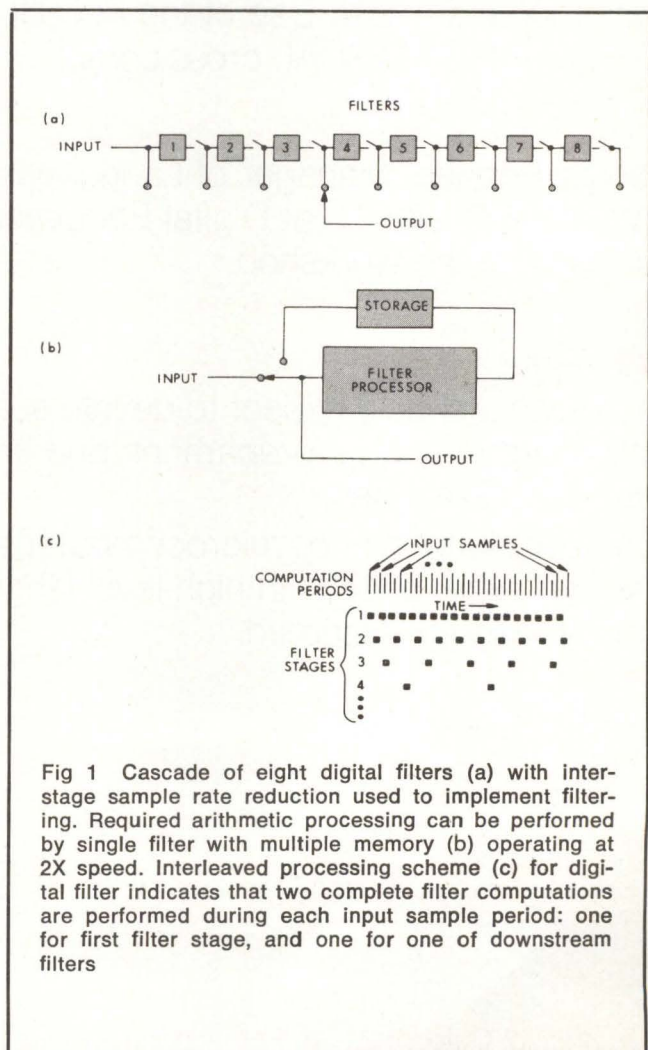 FILTERS
(a)
INPUT 1 2 3 4 5 6 7 8
OUTPUT
STORAGE
(b)
INPUT FILTER PROCESSOR
OUTPUT
(c)
INPUT SAMPLES
COMPUTATION PERIODS
TIME
1
FILTER STAGES 2
3
4
Fig 1 Cascade of eight digital filters (a) with inter-
stage sample rate reduction used to implement filter-
ing. Required arithmetic processing can be performed
by single filter with multiple memory (b) operating at
2X speed. Interleaved processing scheme (c) for digi-
tal filter indicates that two complete filter computations
are performed during each input sample period: one
for first filter stage, and one for one of downstream
filters